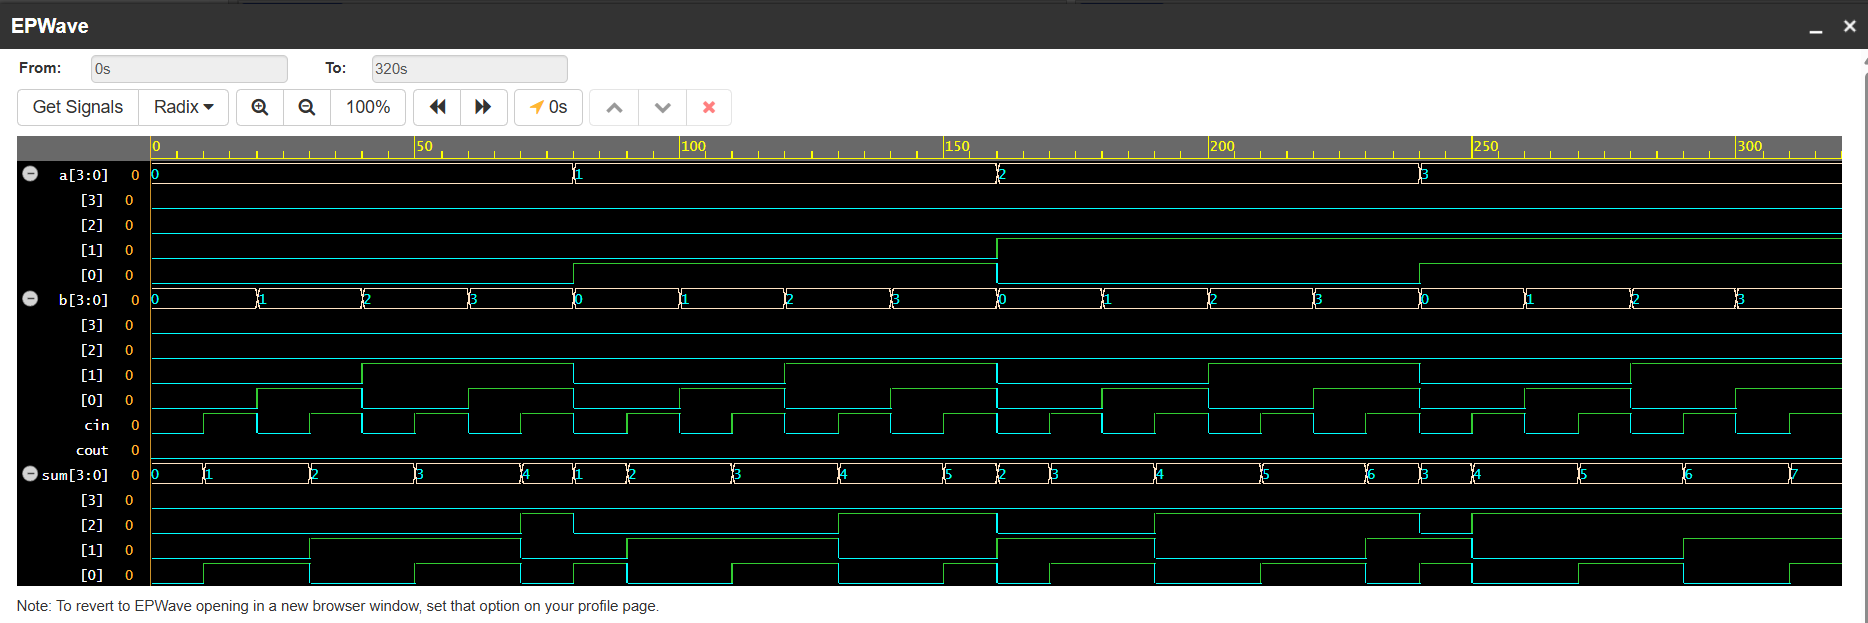 EPWave
From: 0s To: 320s
Get Signals Radix 100% 0s
0 50 100 150 200 250 300
a[3:0] 0 0 1 2 3
[3] 0
[2] 0
[1] 0
[0] 0
b[3:0] 0 0 1 2 3 0 1 2 3 0 1 2 3 0 1 2 3
[3] 0
[2] 0
[1] 0
[0] 0
cin 0
cout 0
sum[3:0] 0 0 1 2 3 4 1 2 3 4 5 2 3 4 5 6 3 4 5 6 7
[3] 0
[2] 0
[1] 0
[0] 0
Note: To revert to EPWave opening in a new browser window, set that option on your profile page.